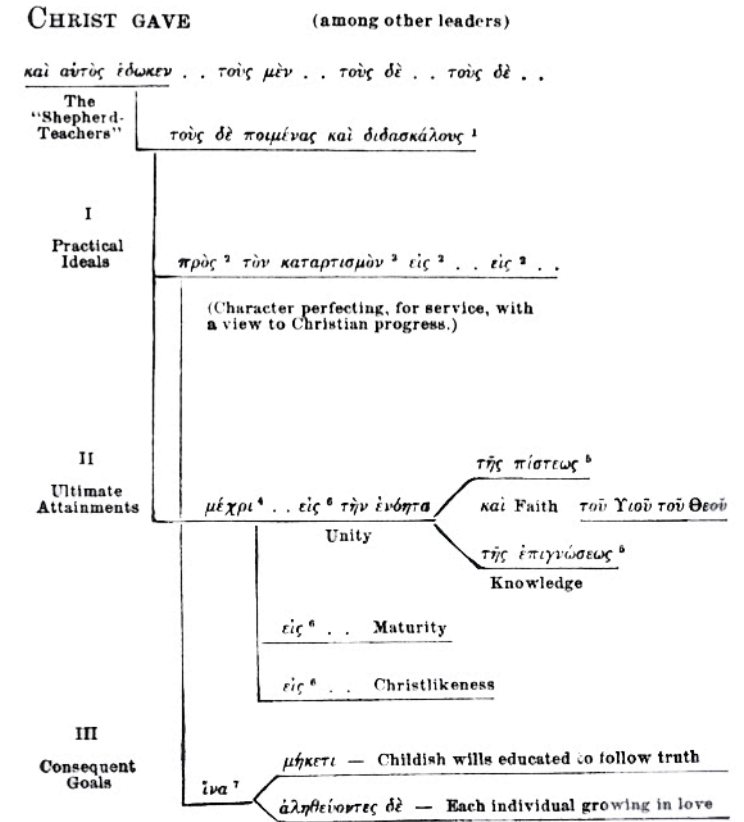 CHRIST GAVE (among other leaders)
καὶ αὐτὸς ἔδωκεν . . τοὺς μὲν . . τοὺς δὲ . . τοὺς δὲ . .
The
"Shepherd-
Teachers"
τοὺς δὲ ποιμένας καὶ διδασκάλους ¹
I
Practical
Ideals
πρὸς ² τὸν καταρτισμὸν ³ εἰς ² . . εἰς ² . .
(Character perfecting, for service, with
a view to Christian progress.)
II
Ultimate
Attainments
μέχρι ⁴ . . εἰς ⁶ τὴν ἑνότητα
Unity
τῆς πίστεως ⁵
καὶ Faith τοῦ Υἱοῦ τοῦ Θεοῦ
τῆς ἐπιγνώσεως ⁵
Knowledge
εἰς ⁶ . . Maturity
εἰς ⁶ . . Christlikeness
III
Consequent
Goals
ἵνα ⁷
μήκετι — Childish wills educated to follow truth
ἀληθεύοντες δὲ — Each individual growing in love